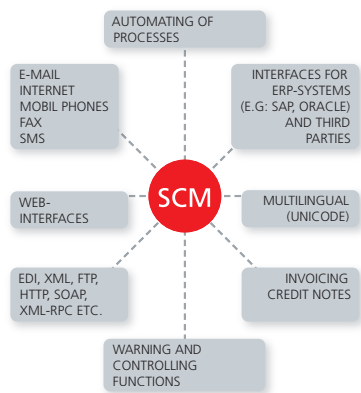 AUTOMATING OF
PROCESSES
E-MAIL
INTERNET
MOBIL PHONES
FAX
SMS
INTERFACES FOR
ERP-SYSTEMS
(E.G: SAP, ORACLE)
AND THIRD
PARTIES
SCM
WEB-
INTERFACES
MULTILINGUAL
(UNICODE)
EDI, XML, FTP,
HTTP, SOAP,
XML-RPC ETC.
INVOICING
CREDIT NOTES
WARNING AND
CONTROLLING
FUNCTIONS